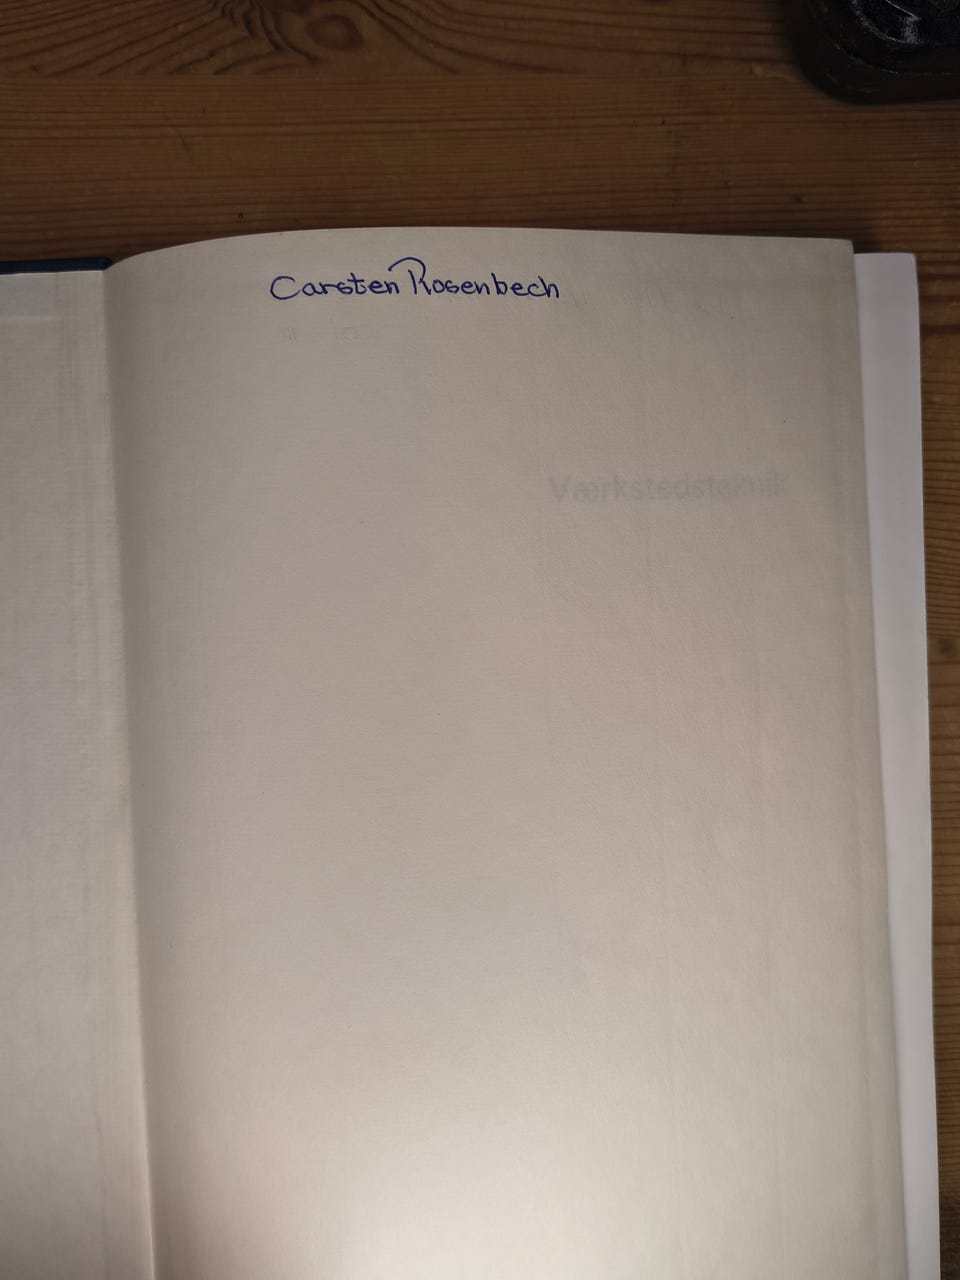 Carsten Rosenbech
Værkstedsteknik